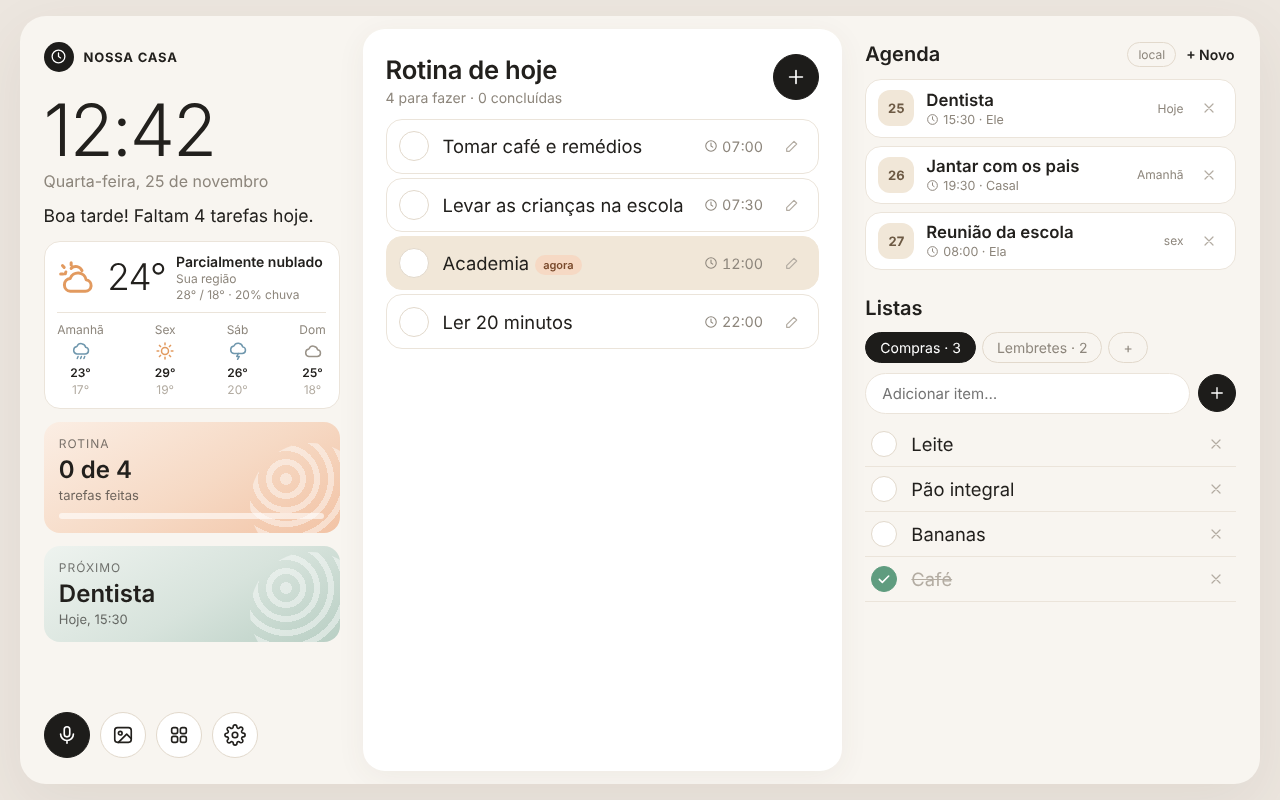 NOSSA CASA
12:42
Quarta-feira, 25 de novembro
Boa tarde! Faltam 4 tarefas hoje.
24° Parcialmente nublado
Sua região
28° / 18° · 20% chuva
Amanhã Sex Sáb Dom
23° 29° 26° 25°
17° 19° 20° 18°
ROTINA
0 de 4
tarefas feitas
PRÓXIMO
Dentista
Hoje, 15:30
Rotina de hoje
4 para fazer · 0 concluídas
Tomar café e remédios 07:00
Levar as crianças na escola 07:30
Academia agora 12:00
Ler 20 minutos 22:00
Agenda local + Novo
25 Dentista Hoje
15:30 · Ele
26 Jantar com os pais Amanhã
19:30 · Casal
27 Reunião da escola sex
08:00 · Ela
Listas
Compras · 3 Lembretes · 2 +
Adicionar item...
Leite
Pão integral
Bananas
Café